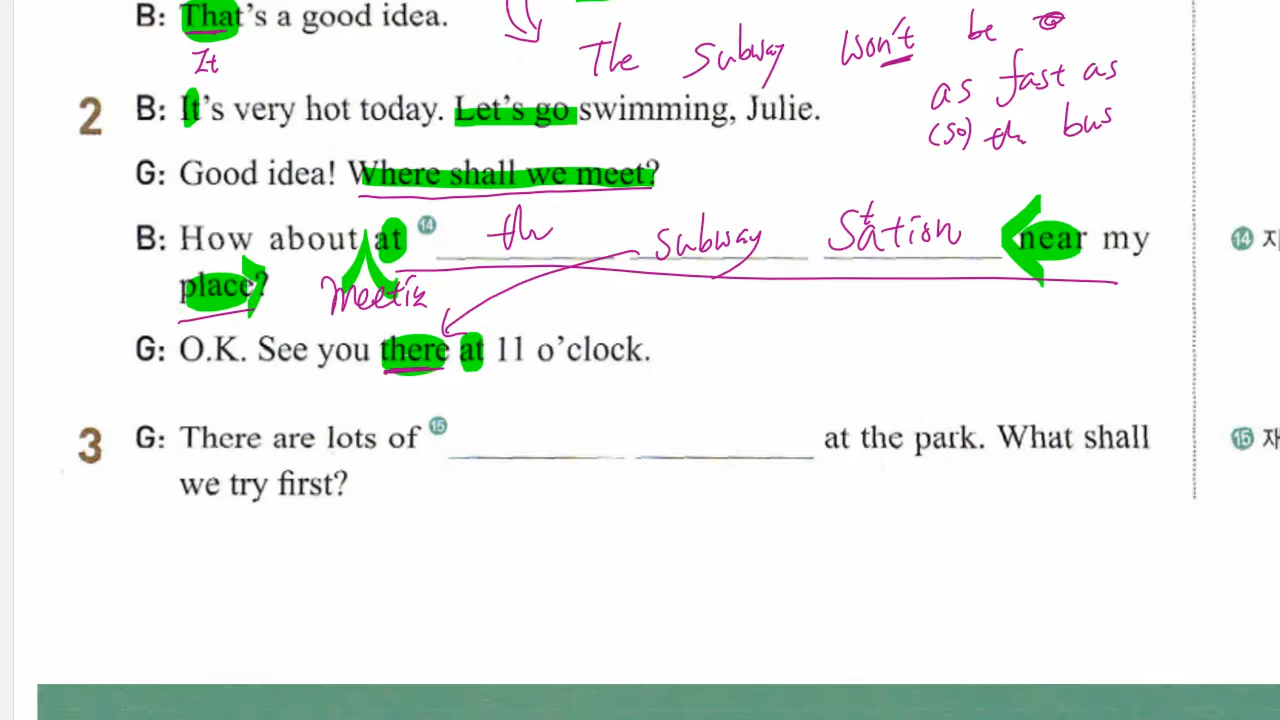 B: That's a good idea.
It
The subway won't be
as fast as
(so) the bus
2 B: It's very hot today. Let's go swimming, Julie.
G: Good idea! Where shall we meet?
B: How about at ⑭ the subway station near my
place?
G: O.K. See you there at 11 o'clock.
3 G: There are lots of ⑮ at the park. What shall
we try first?
⑭
⑮ 재